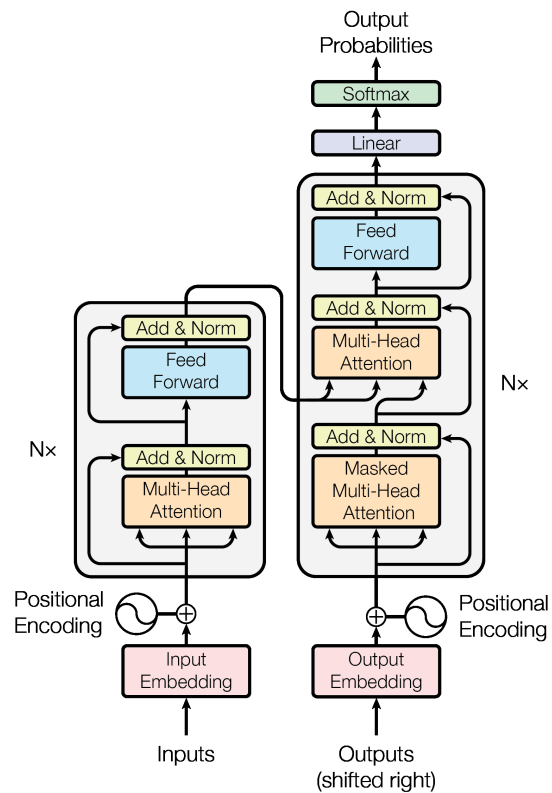 Output
Probabilities
Softmax
Linear
Add & Norm
Feed
Forward
Add & Norm
Multi-Head
Attention
Add & Norm
Masked
Multi-Head
Attention
N×
Add & Norm
Feed
Forward
Add & Norm
Multi-Head
Attention
N×
Positional
Encoding
Positional
Encoding
Input
Embedding
Output
Embedding
Inputs
Outputs
(shifted right)